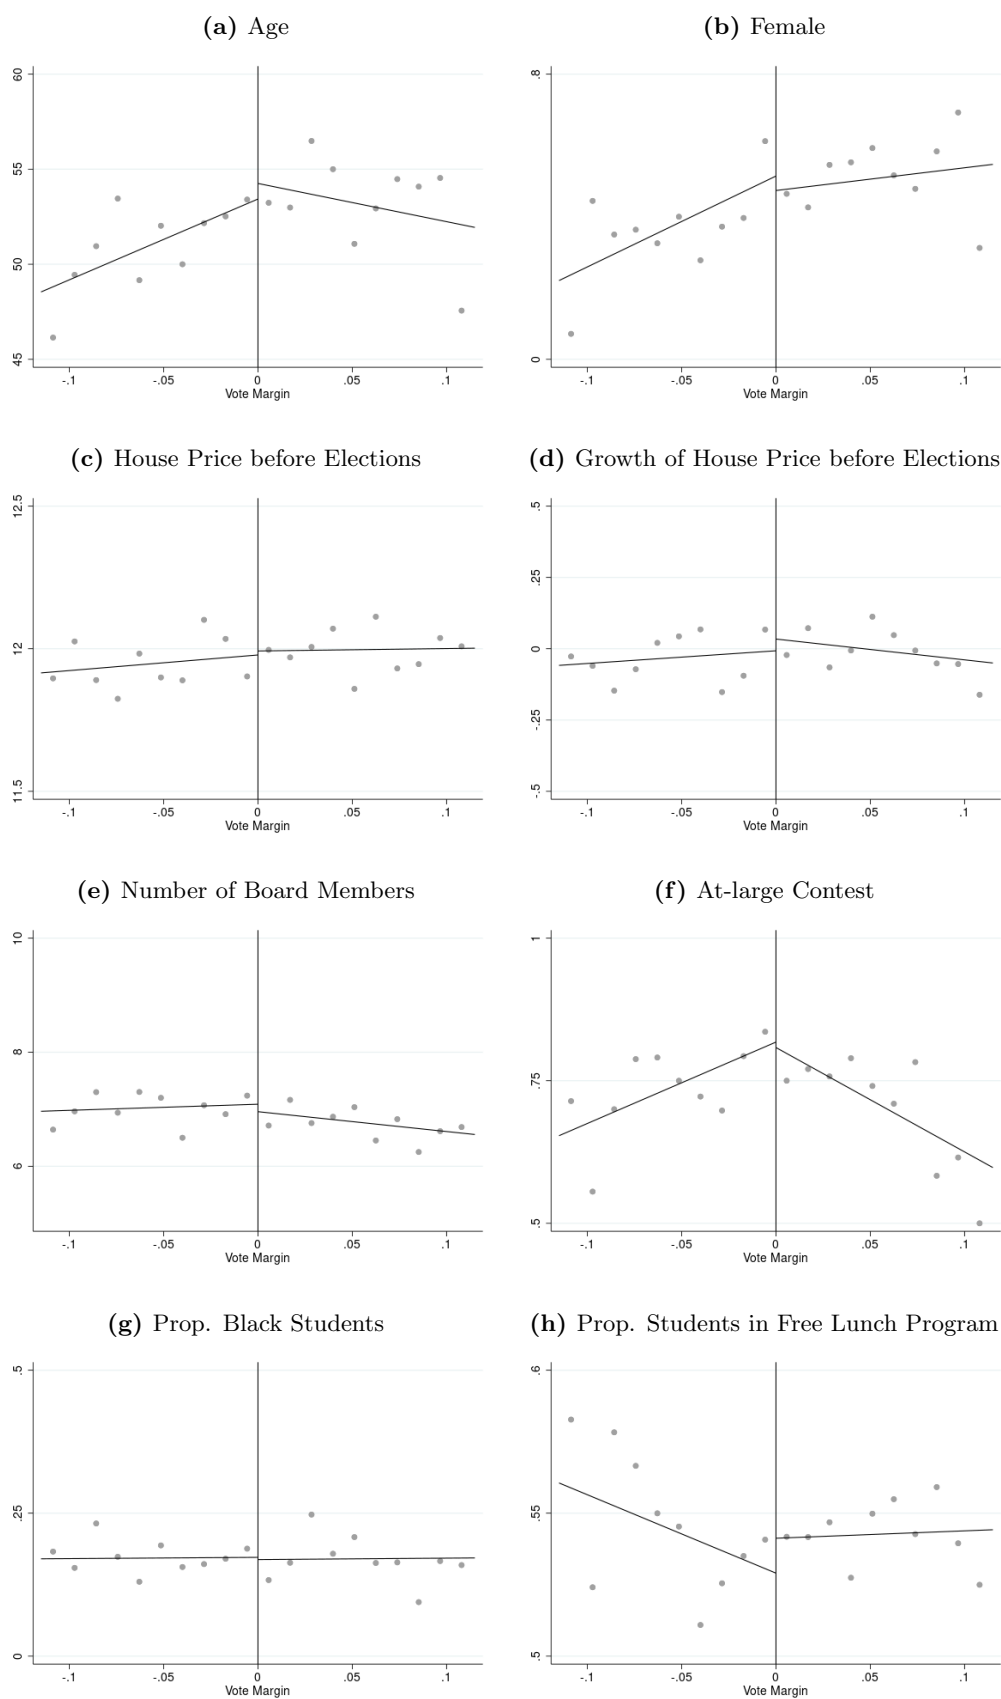 (a) Age
60
55
50
45
-.1 -.05 0 .05 .1
Vote Margin
(b) Female
.8
0
-.1 -.05 0 .05 .1
Vote Margin
(c) House Price before Elections
12.5
12
11.5
-.1 -.05 0 .05 .1
Vote Margin
(d) Growth of House Price before Elections
.5
.25
0
-.25
-.5
-.1 -.05 0 .05 .1
Vote Margin
(e) Number of Board Members
10
8
6
-.1 -.05 0 .05 .1
Vote Margin
(f) At-large Contest
1
.75
.5
-.1 -.05 0 .05 .1
Vote Margin
(g) Prop. Black Students
.5
.25
0
-.1 -.05 0 .05 .1
Vote Margin
(h) Prop. Students in Free Lunch Program
.6
.55
.5
-.1 -.05 0 .05 .1
Vote Margin